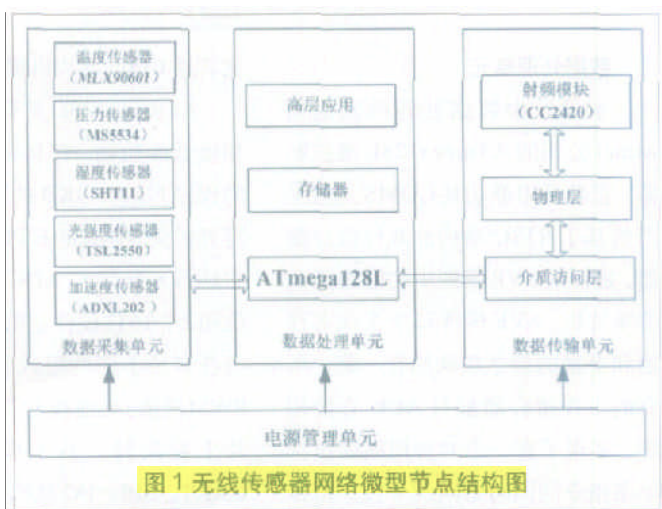 温度传感器
（MLX90601）
压力传感器
（MS5534）
湿度传感器
（SHT11）
光强度传感器
（TSL2550）
加速度传感器
（ADXL202）
数据采集单元
高层应用
存储器
ATmega128L
数据处理单元
射频模块
（CC2420）
物理层
介质访问层
数据传输单元
电源管理单元
图 1 无线传感器网络微型节点结构图